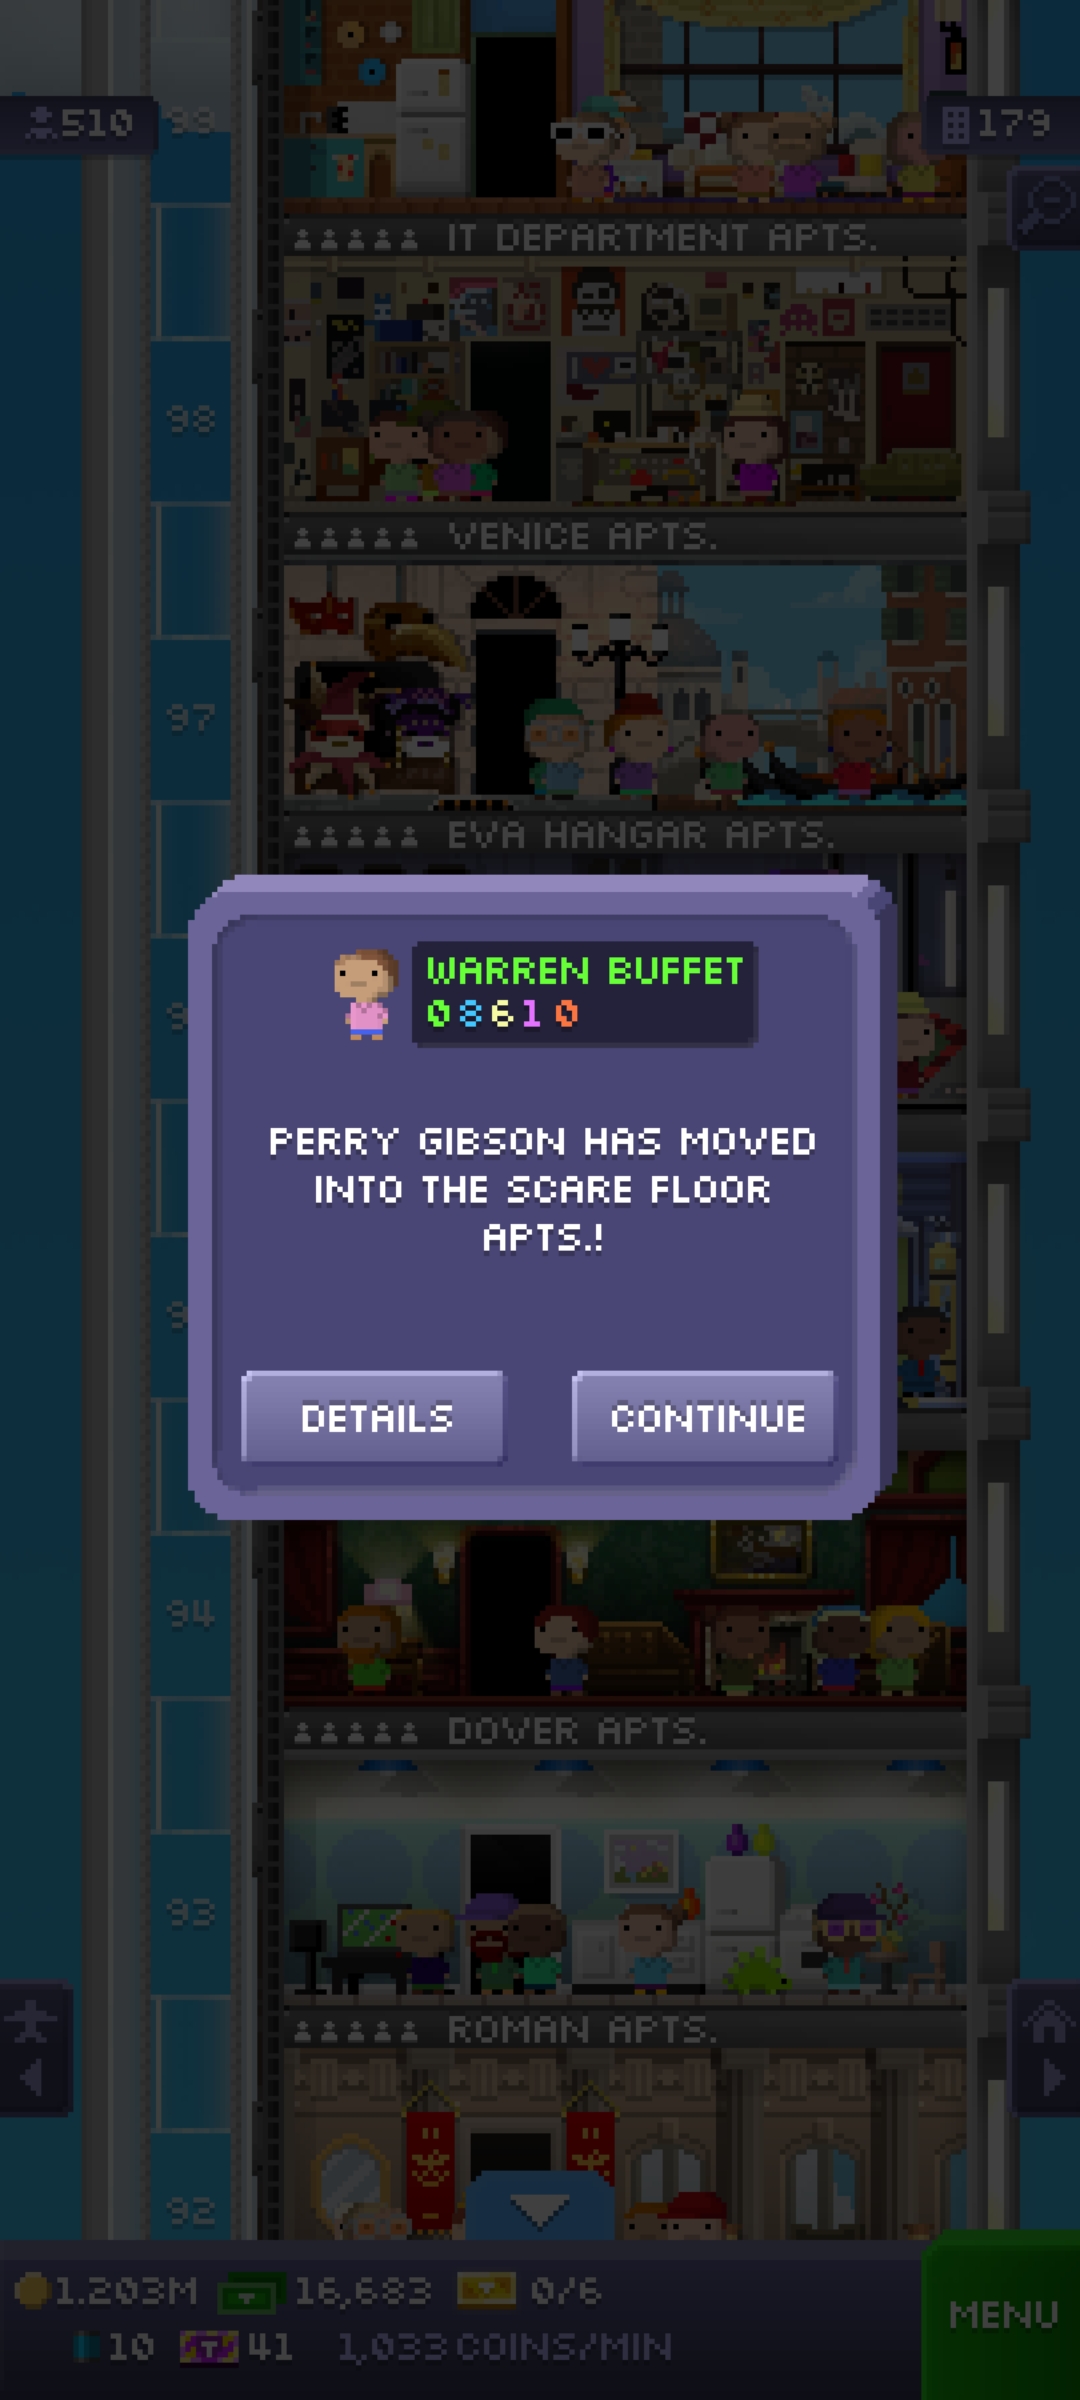 510
99
179
IT DEPARTMENT APTS.
98
VENICE APTS.
97
EVA HANGAR APTS.
WARREN BUFFET
0 8 6 1 0
PERRY GIBSON HAS MOVED
INTO THE SCARE FLOOR
APTS.!
DETAILS
CONTINUE
94
DOVER APTS.
93
ROMAN APTS.
92
1.203M
16,683
0/6
10
T 41
1,033 COINS/MIN
MENU